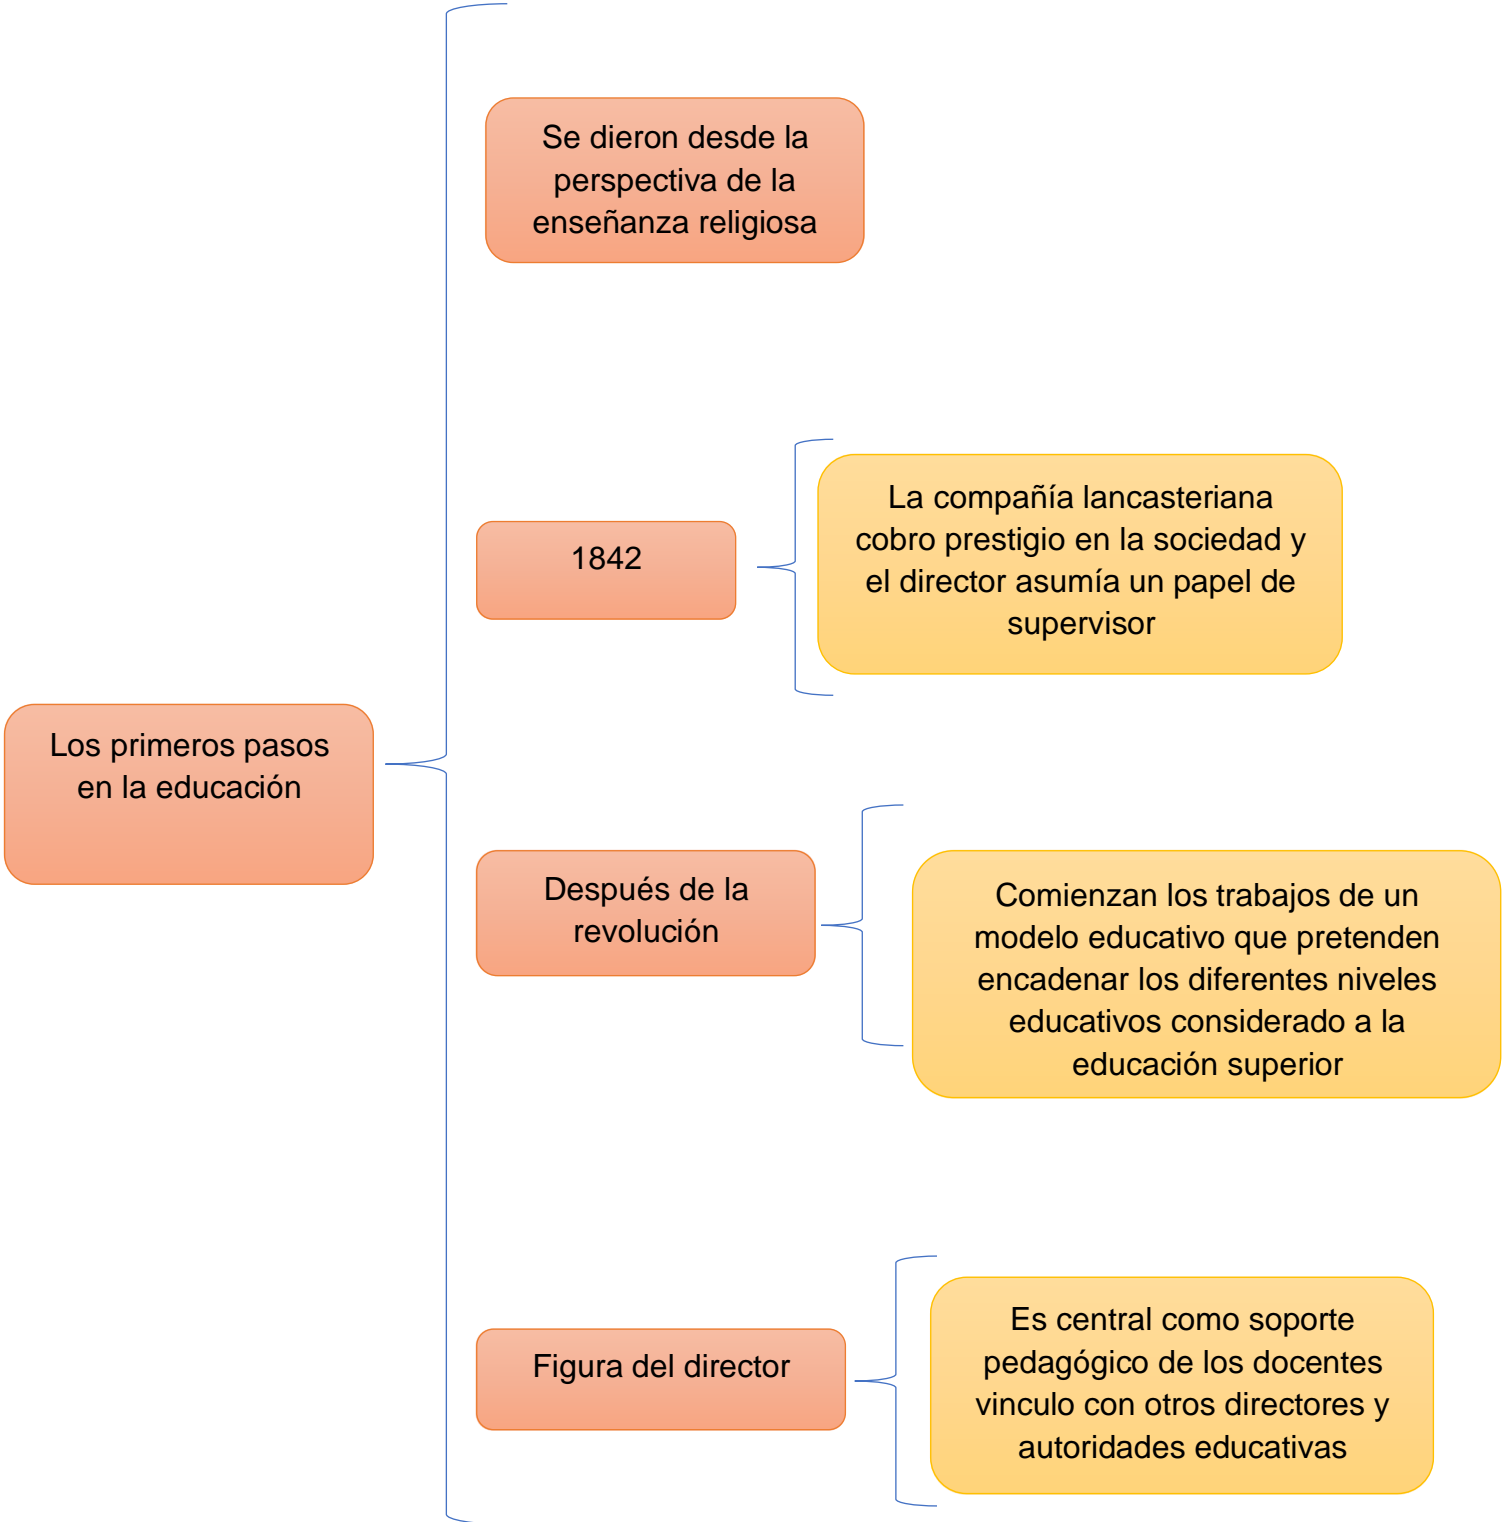 Se dieron desde la
perspectiva de la
enseñanza religiosa
La compañía lancasteriana
cobro prestigio en la sociedad y
el director asumía un papel de
supervisor
1842
Los primeros pasos
en la educación
Después de la
revolución
Comienzan los trabajos de un
modelo educativo que pretenden
encadenar los diferentes niveles
educativos considerado a la
educación superior
Figura del director
Es central como soporte
pedagógico de los docentes
vinculo con otros directores y
autoridades educativas